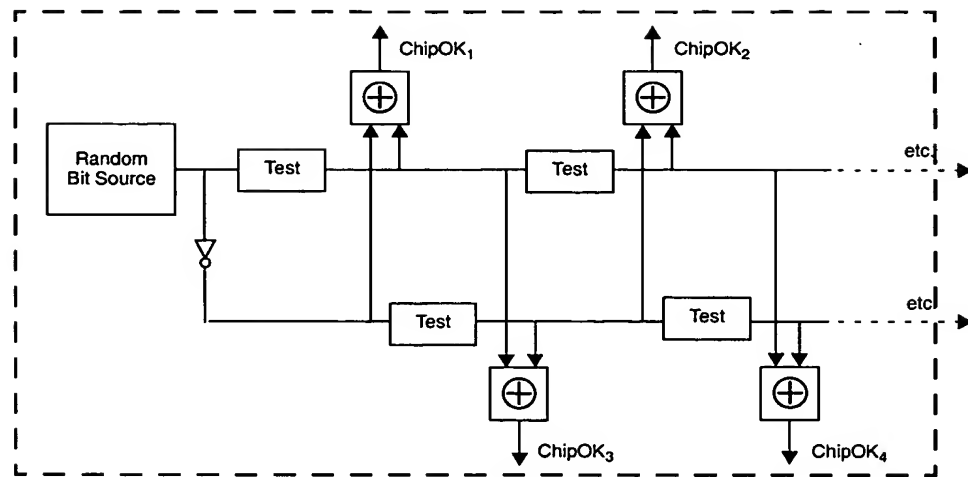 ChipOK1
ChipOK2
Random
Bit Source
Test
Test
etc.
Test
Test
etc
ChipOK3
ChipOK4